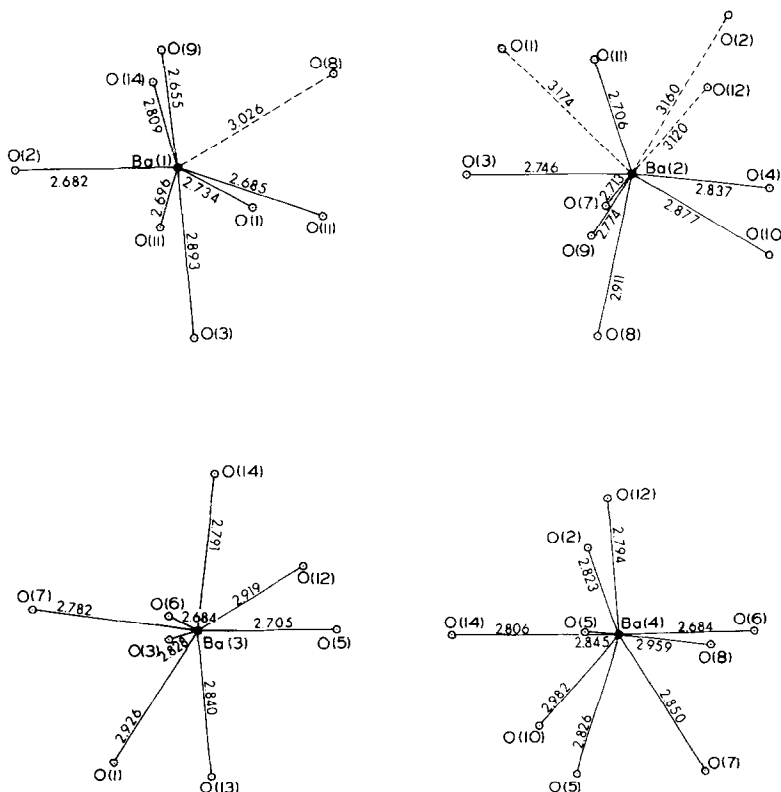 O(9)
O(14)
O(8)
2.655
2.809
3.026
O(2)
Ba(1)
2.682
2.696
2.734
2.685
O(11)
O(1)
O(11)
2.893
O(3)
O(1)
O(11)
O(2)
O(12)
3.174
2.706
3.160
3.120
O(3)
2.746
Ba(2)
O(4)
2.713
2.837
O(7)
2.774
2.877
O(9)
O(10
2.911
O(8)
O(14)
2.791
O(12)
2.919
O(7)
2.782
O(6)
2.684
2.705
O(5)
O(3)
2.828
Ba(3)
2.926
2.840
O(1)
O(13)
O(12)
O(2)
2.794
2.823
O(14)
2.806
O(5)
Ba(4)
2.684
O(6)
2.845
2.959
O(8)
2.982
O(10)
2.826
2.850
O(5)
O(7)